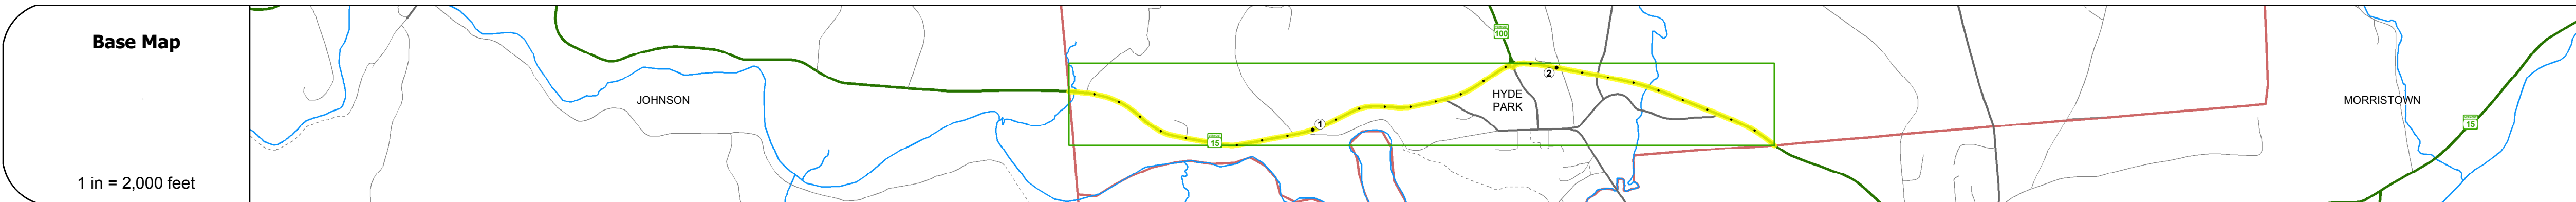 Base Map
1 in = 2,000 feet
JOHNSON
15
1
100
HYDE
PARK
2
MORRISTOWN
15